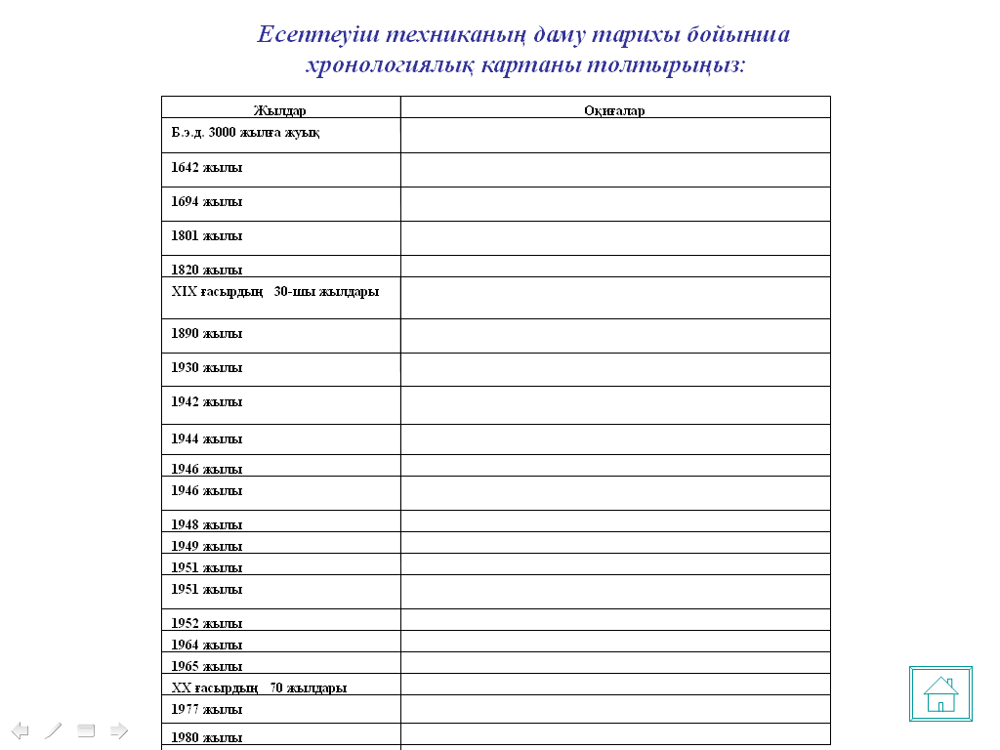 Есептеуіш техниканың даму тарихы бойынша
хронологиялық картаны толтырыңыз:
Жылдар Оқиғалар
Б.э.д. 3000 жылға жуық
1642 жылы
1694 жылы
1801 жылы
1820 жылы
XIX ғасырдың 30-шы жылдары
1890 жылы
1930 жылы
1942 жылы
1944 жылы
1946 жылы
1946 жылы
1948 жылы
1949 жылы
1951 жылы
1951 жылы
1952 жылы
1964 жылы
1965 жылы
XX ғасырдың 70 жылдары
1977 жылы
1980 жылы